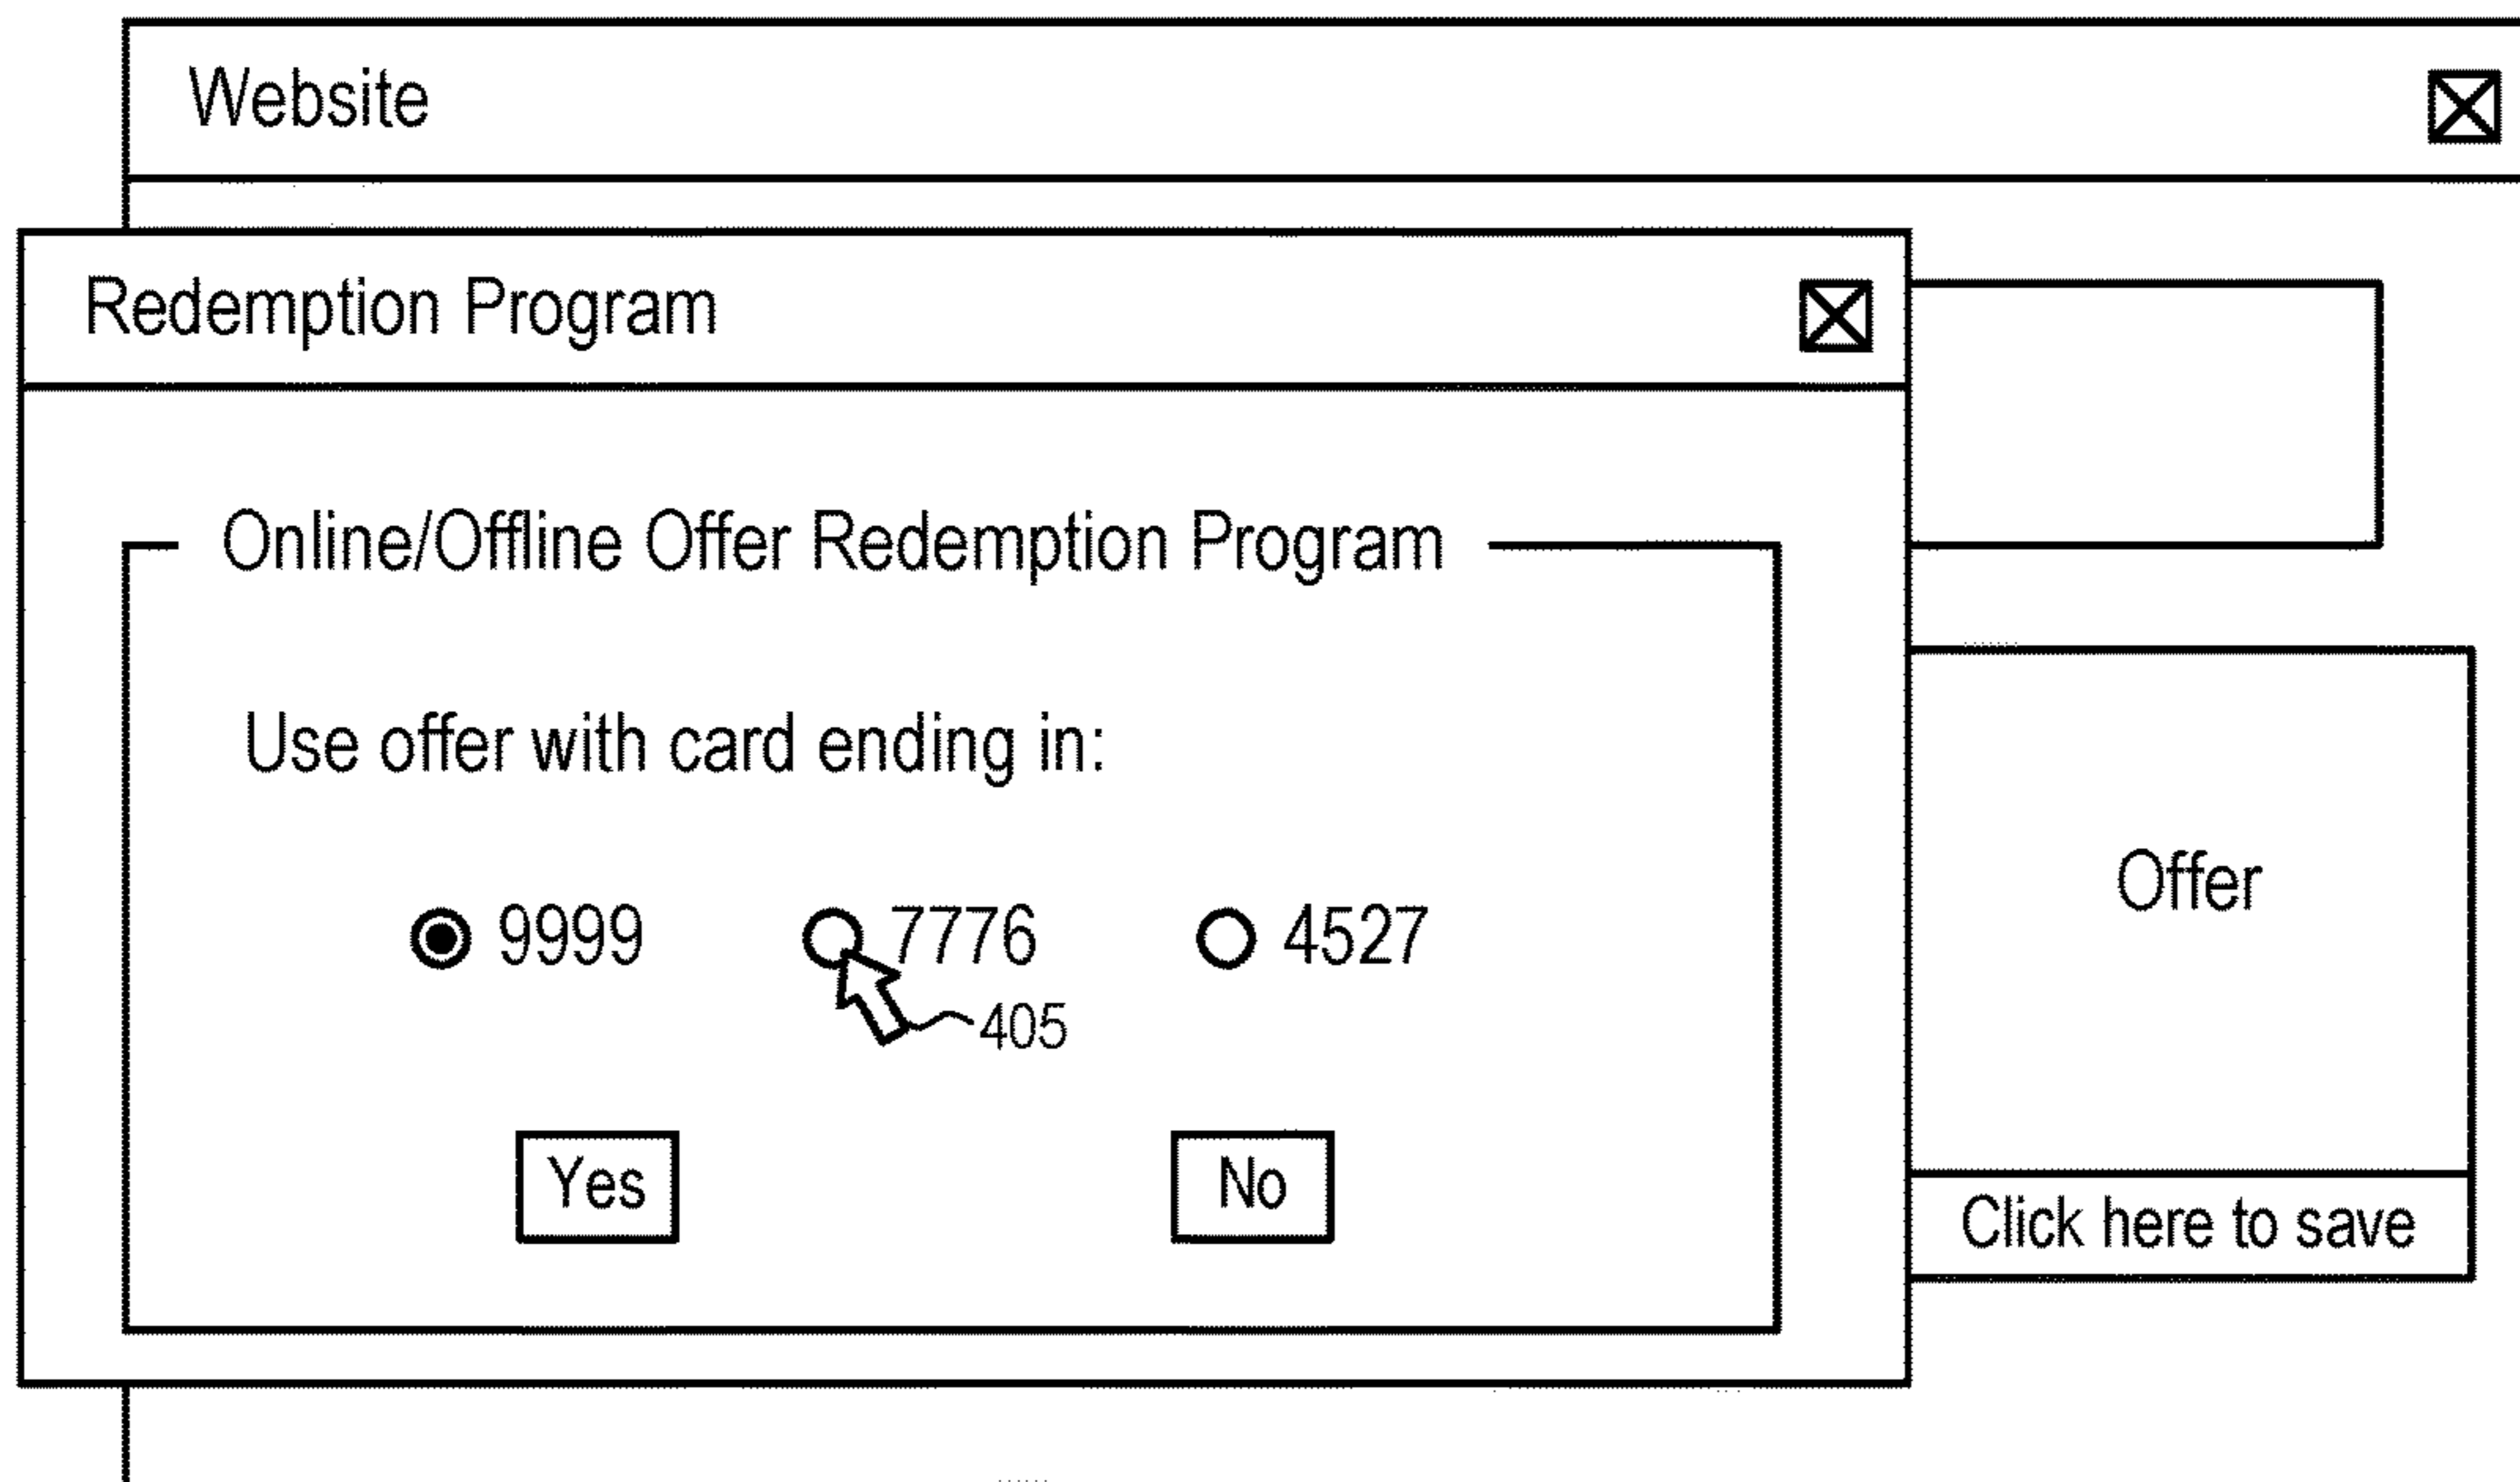 Website
Redemption Program
Online/Offline Offer Redemption Program
Use offer with card ending in:
9999 7776 4527
405
Yes No
Offer
Click here to save